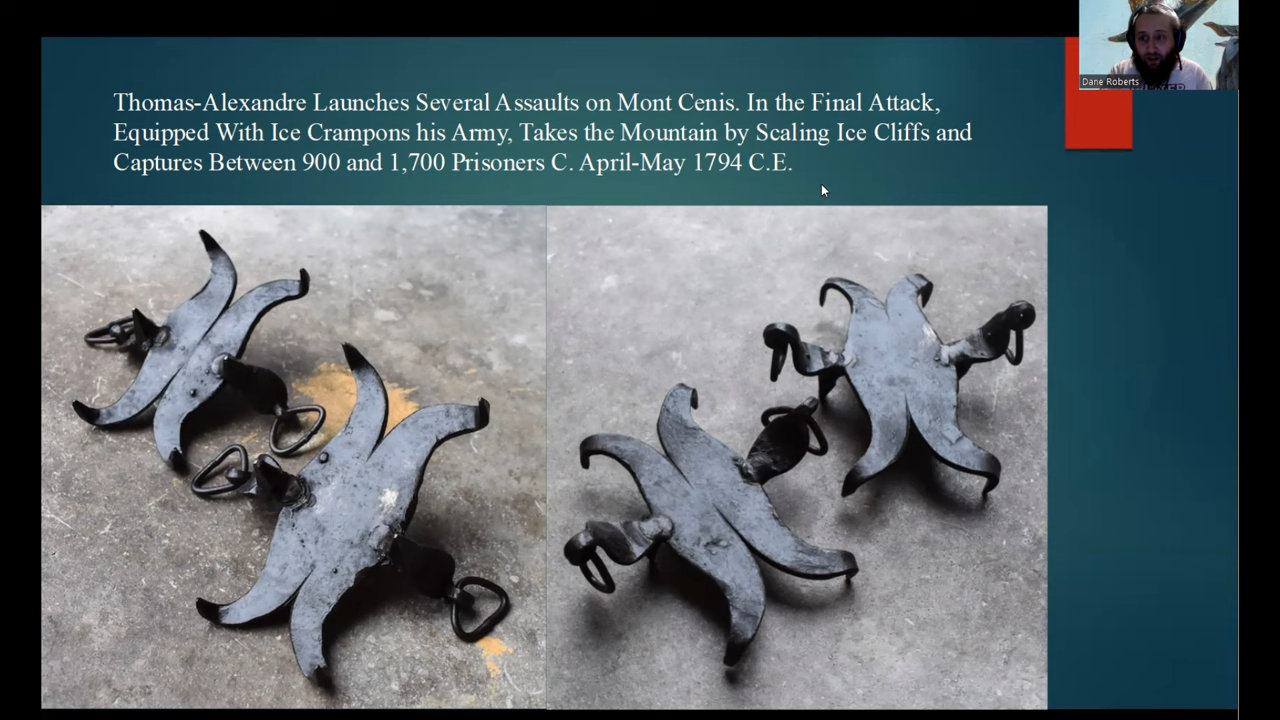 Thomas-Alexandre Launches Several Assaults on Mont Cenis. In the Final Attack,
Equipped With Ice Crampons his Army, Takes the Mountain by Scaling Ice Cliffs and
Captures Between 900 and 1,700 Prisoners C. April-May 1794 C.E.
Dane Roberts